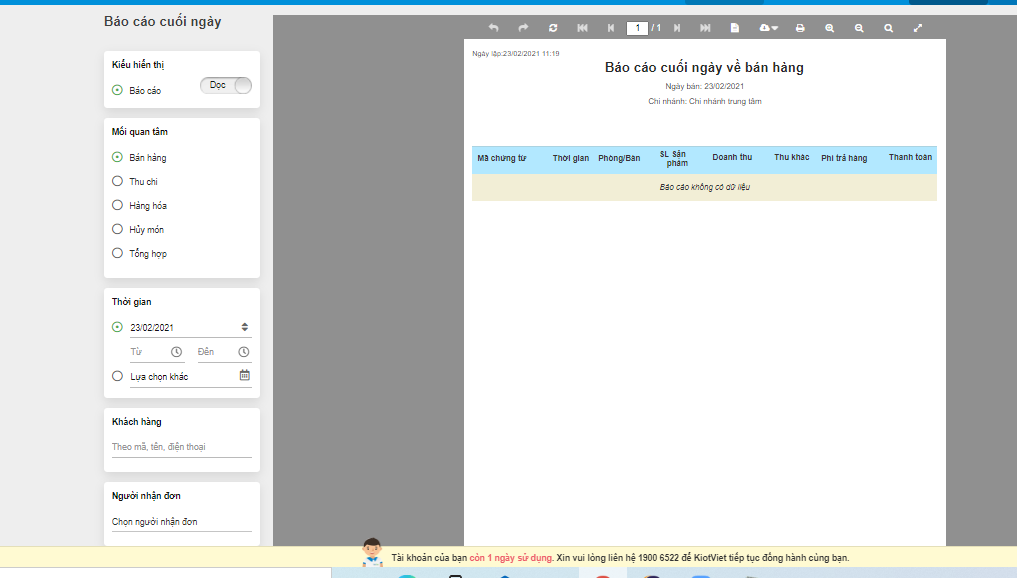 Báo cáo cuối ngày
Kiểu hiển thị
Báo cáo
Dọc
Mối quan tâm
Bán hàng
Thu chi
Hàng hóa
Hủy món
Tổng hợp
Thời gian
23/02/2021
Từ
Đến
Lựa chọn khác
Khách hàng
Theo mã, tên, điện thoại
Người nhận đơn
Chọn người nhận đơn
1 / 1
Ngày lập:23/02/2021 11:19
Báo cáo cuối ngày về bán hàng
Ngày bán: 23/02/2021
Chi nhánh: Chi nhánh trung tâm
Mã chứng từ Thời gian Phòng/Bàn SL Sản phẩm Doanh thu Thu khác Phí trả hàng Thanh toán
Báo cáo không có dữ liệu
Tài khoản của bạn còn 1 ngày sử dụng. Xin vui lòng liên hệ 1900 6522 để KiotViet tiếp tục đồng hành cùng bạn.